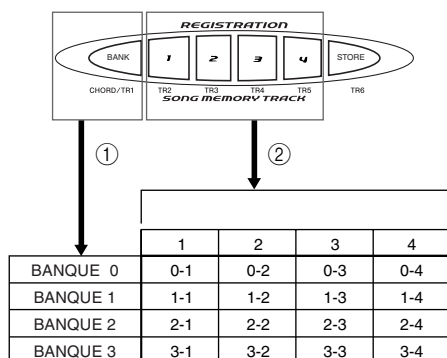 REGISTRATION
BANK 1 2 3 4 STORE
CHORD/TR1 TR2 TR3 TR4 TR5 TR6
SONG MEMORY TRACK
① ②
1 2 3 4
BANQUE 0 0-1 0-2 0-3 0-4
BANQUE 1 1-1 1-2 1-3 1-4
BANQUE 2 2-1 2-2 2-3 2-4
BANQUE 3 3-1 3-2 3-3 3-4